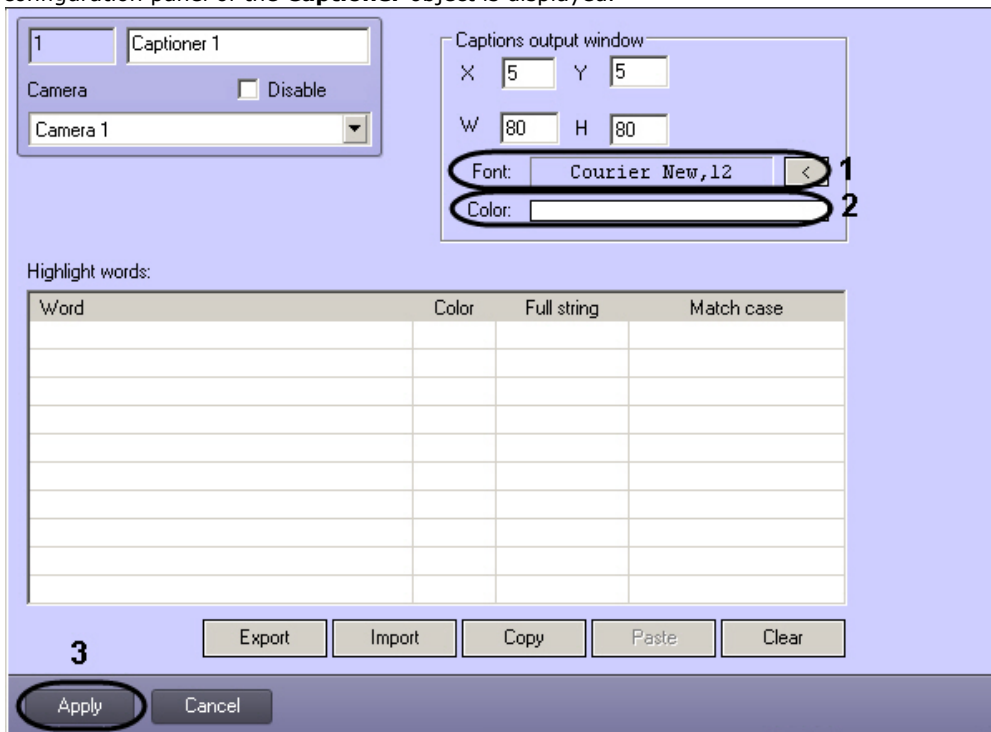 configuration panel of the Captioner object is displayed.
1 Captioner 1
Camera Disable
Camera 1
Captions output window
X 5 Y 5
W 80 H 80
Font: Courier New,12 < 1
Color: 2
Highlight words:
Word Color Full string Match case
Export Import Copy Paste Clear
3
Apply Cancel